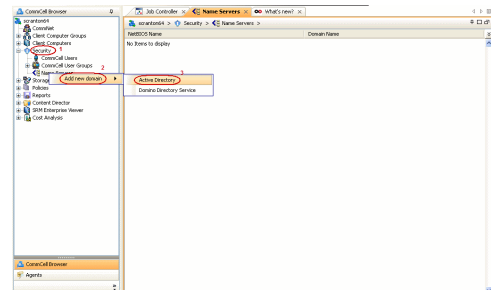 CommCell Browser
Job Controller
Name Servers
What's new?
scranton64
scranton64 > Security > Name Servers >
CommNet
NetBIOS Name
Domain Name
Client Computer Groups
No items to display
Client Computers
Security 1
CommCell Users
CommCell User Groups
2
Name Servers
3
Storage
Add new domain
Active Directory
Policies
Domino Directory Service
Reports
Content Director
SRM Enterprise Viewer
Cost Analysis
CommCell Browser
Agents